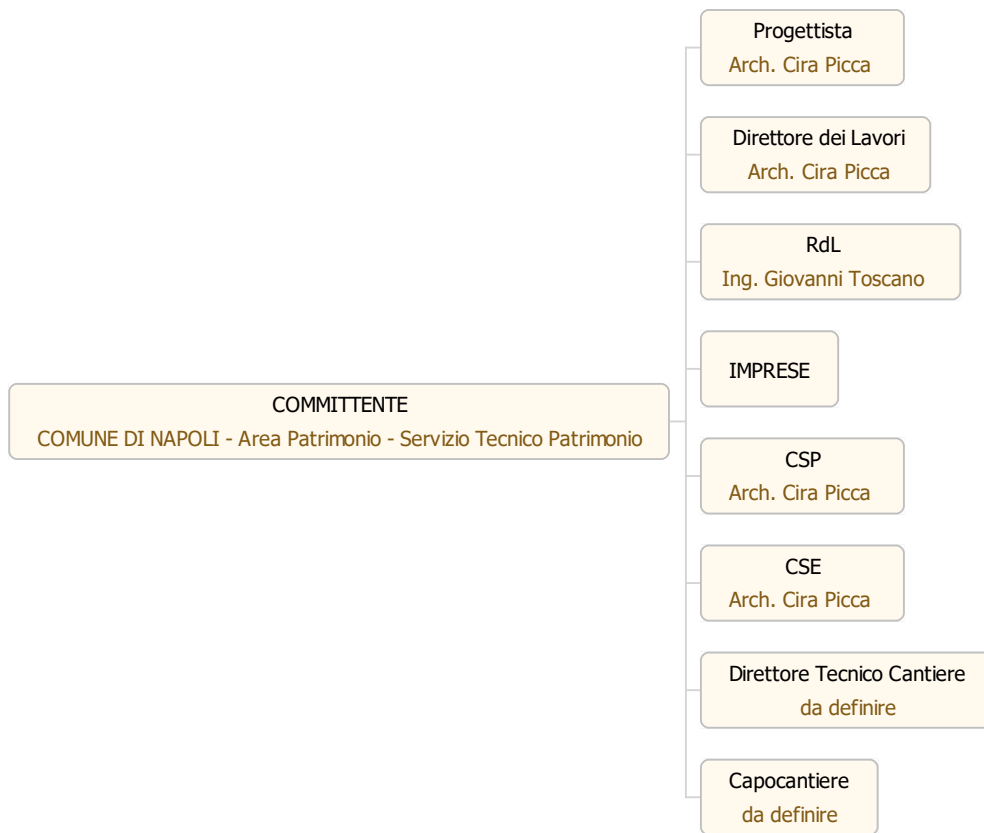 Progettista
Arch. Cira Picca
Direttore dei Lavori
Arch. Cira Picca
RdL
Ing. Giovanni Toscano
IMPRESE
COMMITTENTE
COMUNE DI NAPOLI - Area Patrimonio - Servizio Tecnico Patrimonio
CSP
Arch. Cira Picca
CSE
Arch. Cira Picca
Direttore Tecnico Cantiere
da definire
Capocantiere
da definire